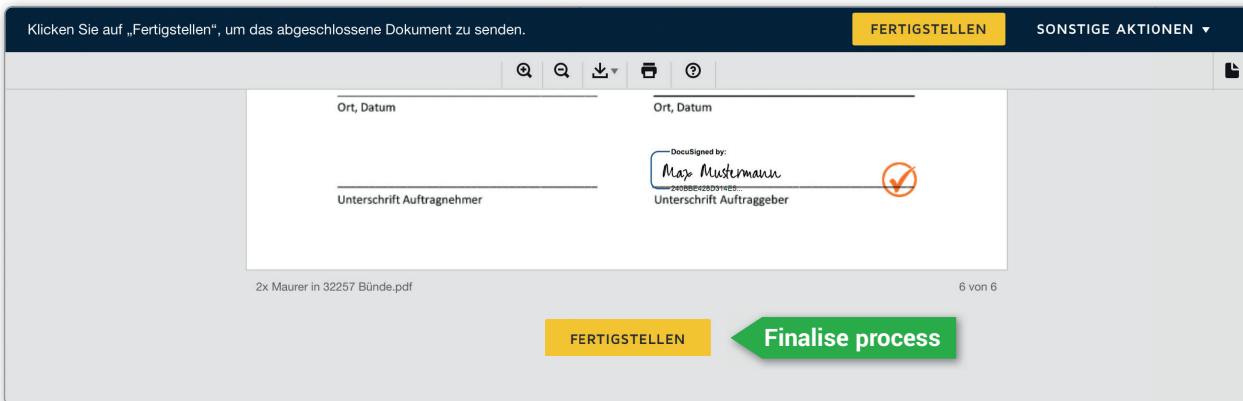 Klicken Sie auf „Fertigstellen“, um das abgeschlossene Dokument zu senden.
FERTIGSTELLEN
SONSTIGE AKTIONEN
Ort, Datum
Ort, Datum
DocuSigned by:
Max Mustermann
240BBE428D314E5...
Unterschrift Auftragnehmer
Unterschrift Auftraggeber
2x Maurer in 32257 Bünde.pdf
6 von 6
FERTIGSTELLEN
Finalise process